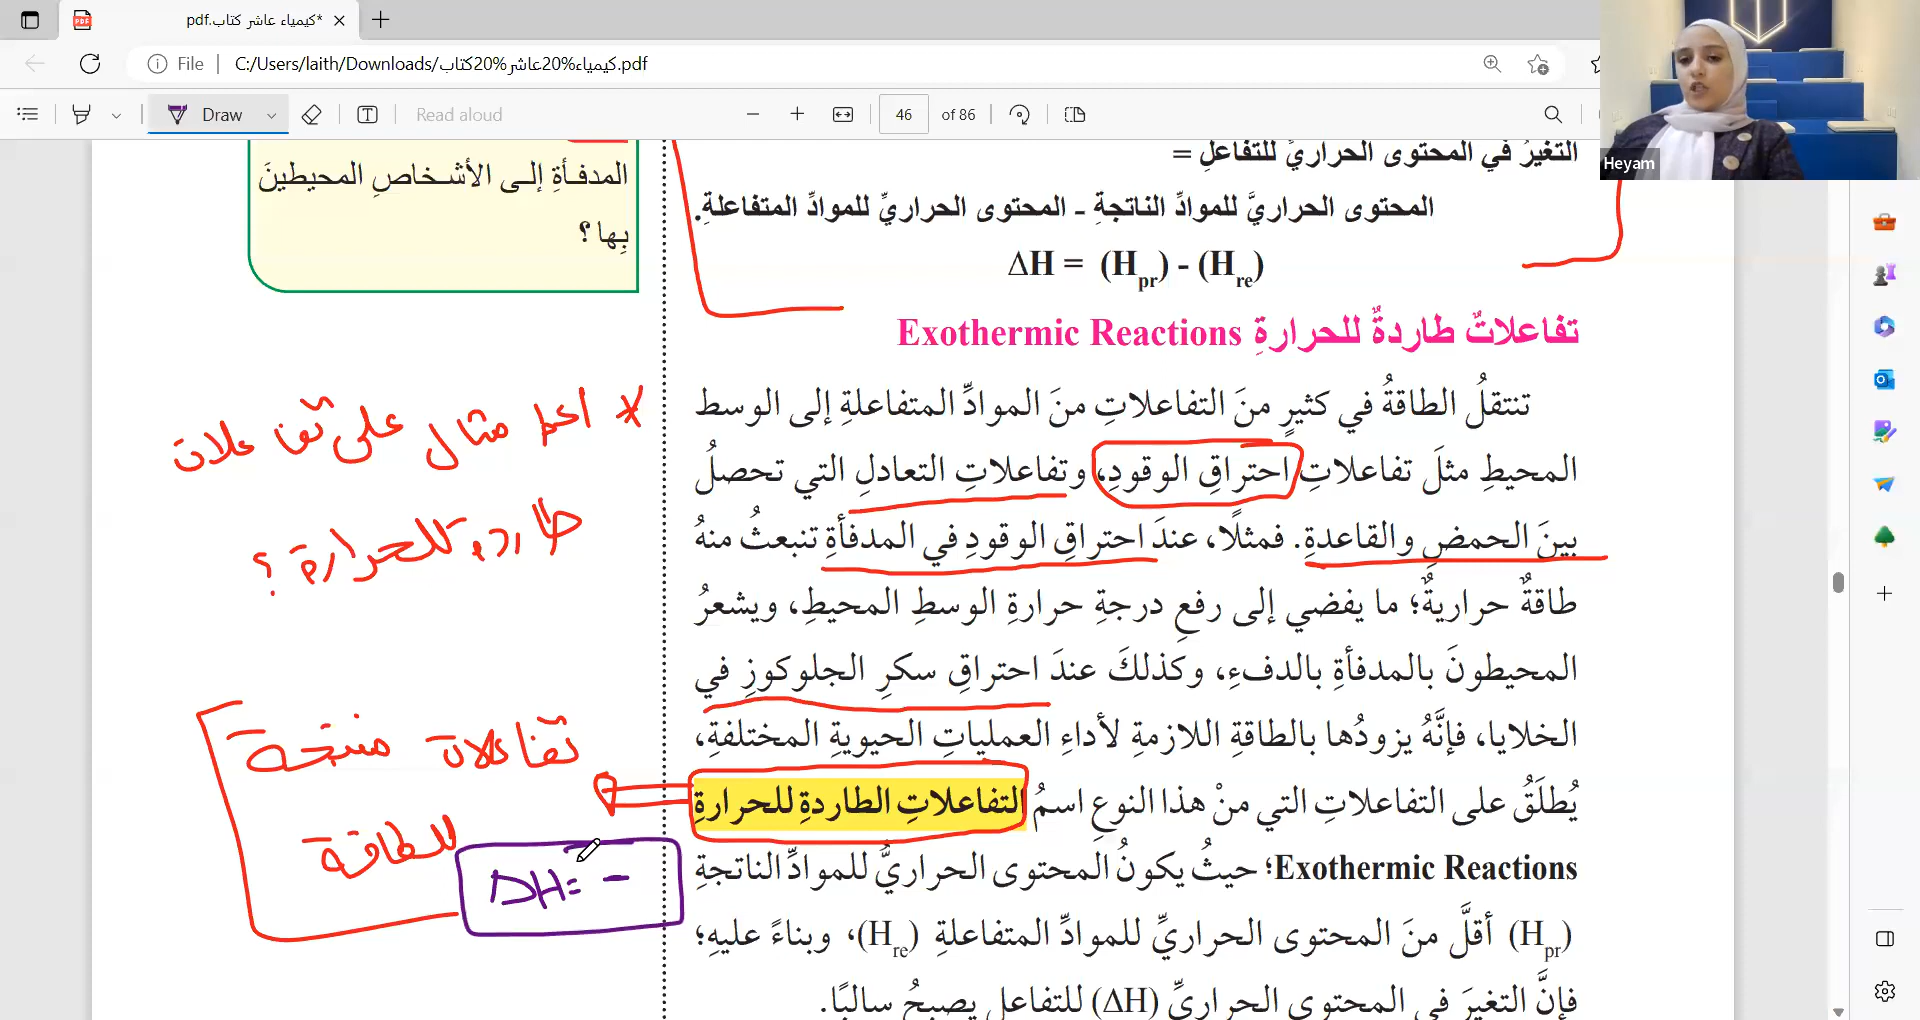 كيمياء عاشر كتاب.pdf*
File
C:/Users/laith/Downloads/كيمياء%20عاشر%20كتاب.pdf
Draw
Read aloud
46
of 86
Heyam
المدفأةِ إلى الأشخاصِ المحيطينَ
بِها؟
التغيرُ في المحتوى الحراريِّ للتفاعلِ =
المحتوى الحراريَّ للموادِّ الناتجةِ - المحتوى الحراريِّ للموادِّ المتفاعلةِ.
ΔH = (Hpr) - (Hre)
تفاعلاتٌ طاردةٌ للحرارةِ Exothermic Reactions
تنتقلُ الطاقةُ في كثيرٍ منَ التفاعلاتِ منَ الموادِّ المتفاعلةِ إلى الوسط
المحيطِ مثلَ تفاعلاتِ احتراقِ الوقودِ، وتفاعلاتِ التعادلِ التي تحصلُ
بينَ الحمضِ والقاعدةِ. فمثلًا، عندَ احتراقِ الوقودِ في المدفأةِ تنبعثُ منهُ
طاقةٌ حراريةٌ؛ ما يفضي إلى رفعِ درجةِ حرارةِ الوسطِ المحيطِ، ويشعرُ
المحيطونَ بالمدفأةِ بالدفءِ، وكذلكَ عندَ احتراقِ سكرِ الجلوكوزِ في
الخلايا، فإنَّهُ يزودُها بالطاقةِ اللازمةِ لأداءِ العملياتِ الحيويةِ المختلفةِ،
يُطلَقُ على التفاعلاتِ التي منْ هذا النوعِ اسمُ التفاعلاتِ الطاردةِ للحرارةِ
Exothermic Reactions؛ حيثُ يكونُ المحتوى الحراريُّ للموادِّ الناتجةِ
(Hpr) أقلَّ منَ المحتوى الحراريِّ للموادِّ المتفاعلةِ (Hre)، وبناءً عليهِ؛
فإنَّ التغيرَ في المحتوى الحراريِّ (ΔH) للتفاعلِ يصبحُ سالبًا.
* اعط مثال على تفاعلات
طاردة للحرارة ؟
تفاعلات منتجة
للطاقة
ΔH = -